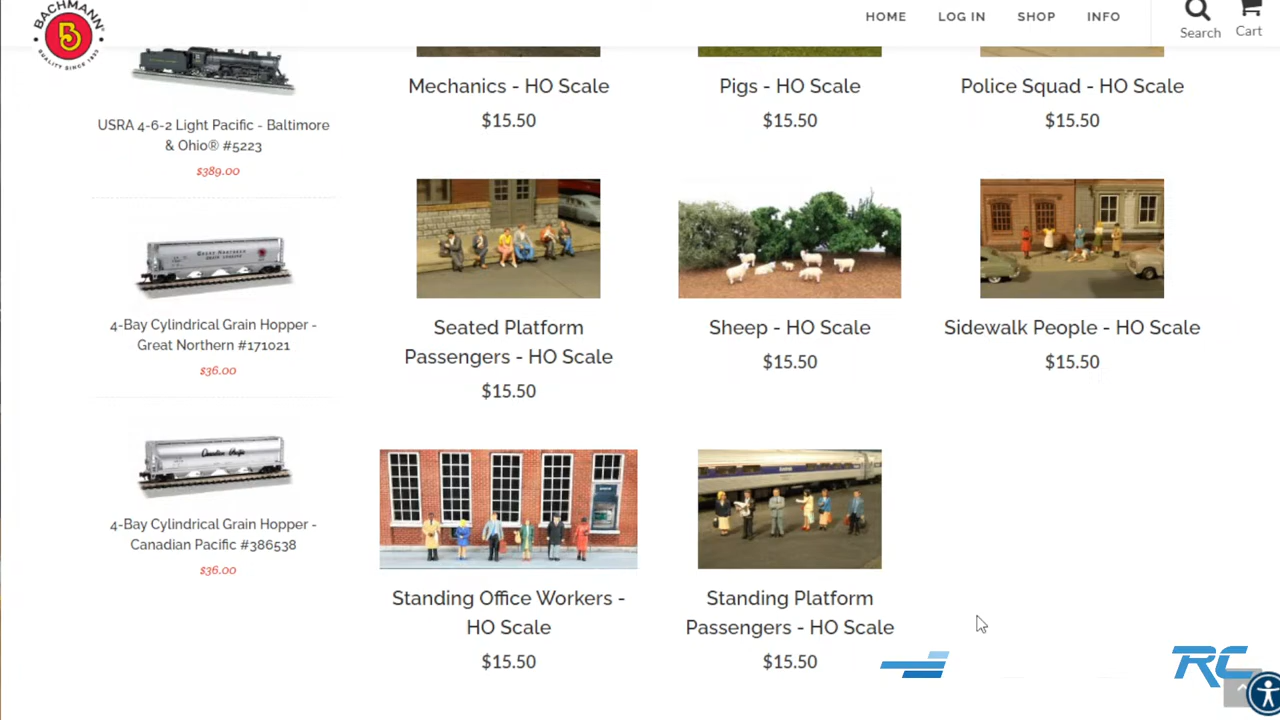 BACHMANN
QUALITY SINCE 1833
HOME
LOG IN
SHOP
INFO
Search
Cart
USRA 4-6-2 Light Pacific - Baltimore
& Ohio® #5223
$389.00
4-Bay Cylindrical Grain Hopper -
Great Northern #171021
$36.00
4-Bay Cylindrical Grain Hopper -
Canadian Pacific #386538
$36.00
Mechanics - HO Scale
$15.50
Pigs - HO Scale
$15.50
Police Squad - HO Scale
$15.50
Seated Platform
Passengers - HO Scale
$15.50
Sheep - HO Scale
$15.50
Sidewalk People - HO Scale
$15.50
Standing Office Workers -
HO Scale
$15.50
Standing Platform
Passengers - HO Scale
$15.50
GREAT NORTHERN
Canadian Pacific
RC